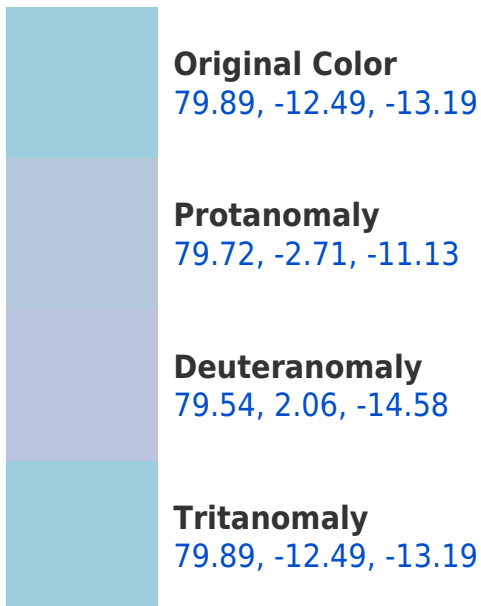 Original Color
79.89, -12.49, -13.19
Protanomaly
79.72, -2.71, -11.13
Deuteranomaly
79.54, 2.06, -14.58
Tritanomaly
79.89, -12.49, -13.19